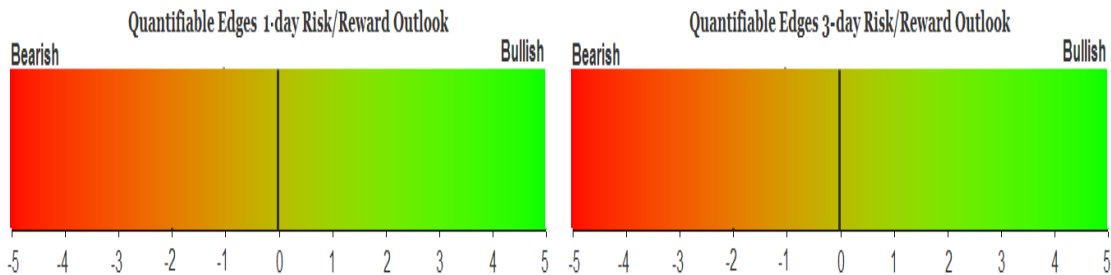 Quantifiable Edges 1-day Risk/Reward Outlook
Bearish Bullish
-5 -4 -3 -2 -1 0 1 2 3 4 5
Quantifiable Edges 3-day Risk/Reward Outlook
Bearish Bullish
-5 -4 -3 -2 -1 0 1 2 3 4 5